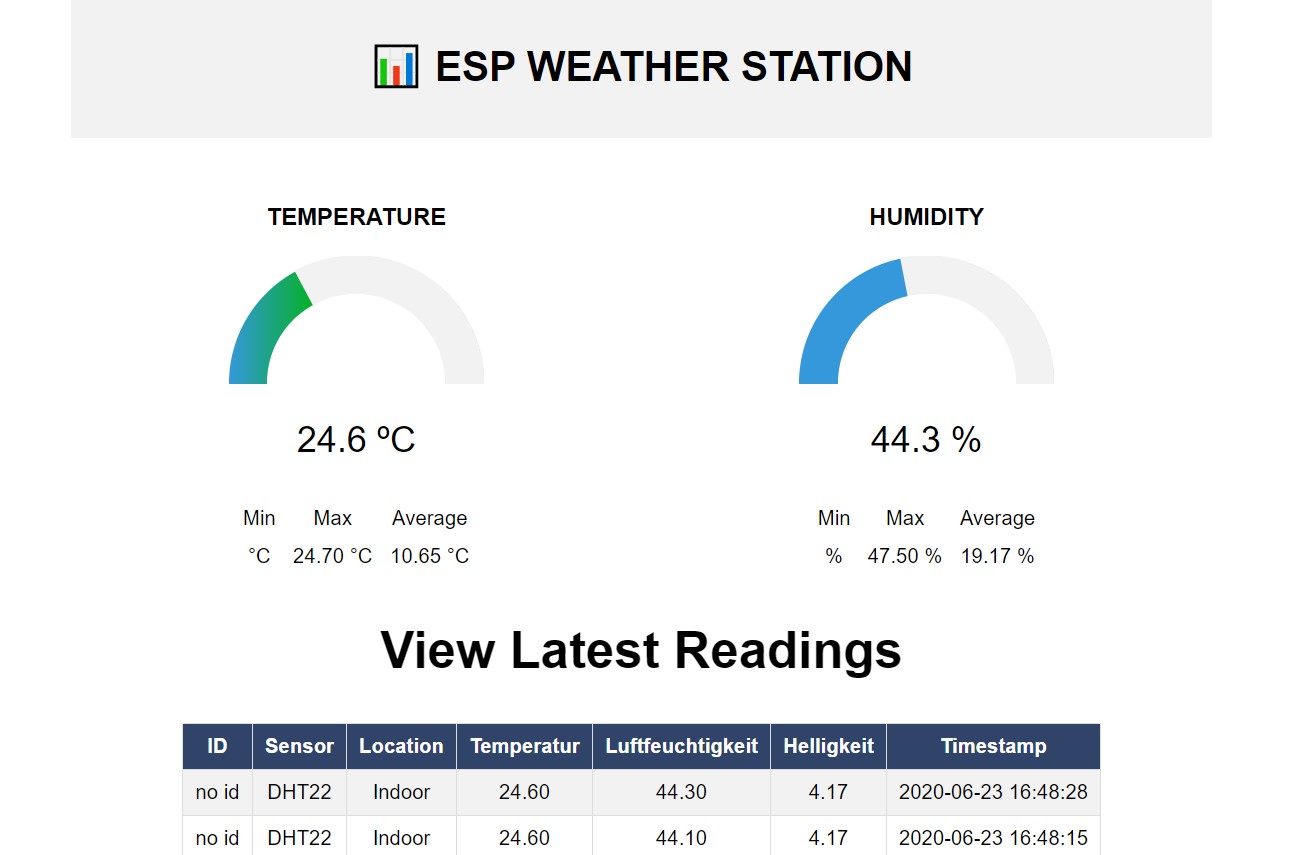 ESP WEATHER STATION
TEMPERATURE
HUMIDITY
24.6 ºC
44.3 %
Min Max Average
°C 24.70 °C 10.65 °C
Min Max Average
% 47.50 % 19.17 %
View Latest Readings
ID Sensor Location Temperatur Luftfeuchtigkeit Helligkeit Timestamp
no id DHT22 Indoor 24.60 44.30 4.17 2020-06-23 16:48:28
no id DHT22 Indoor 24.60 44.10 4.17 2020-06-23 16:48:15